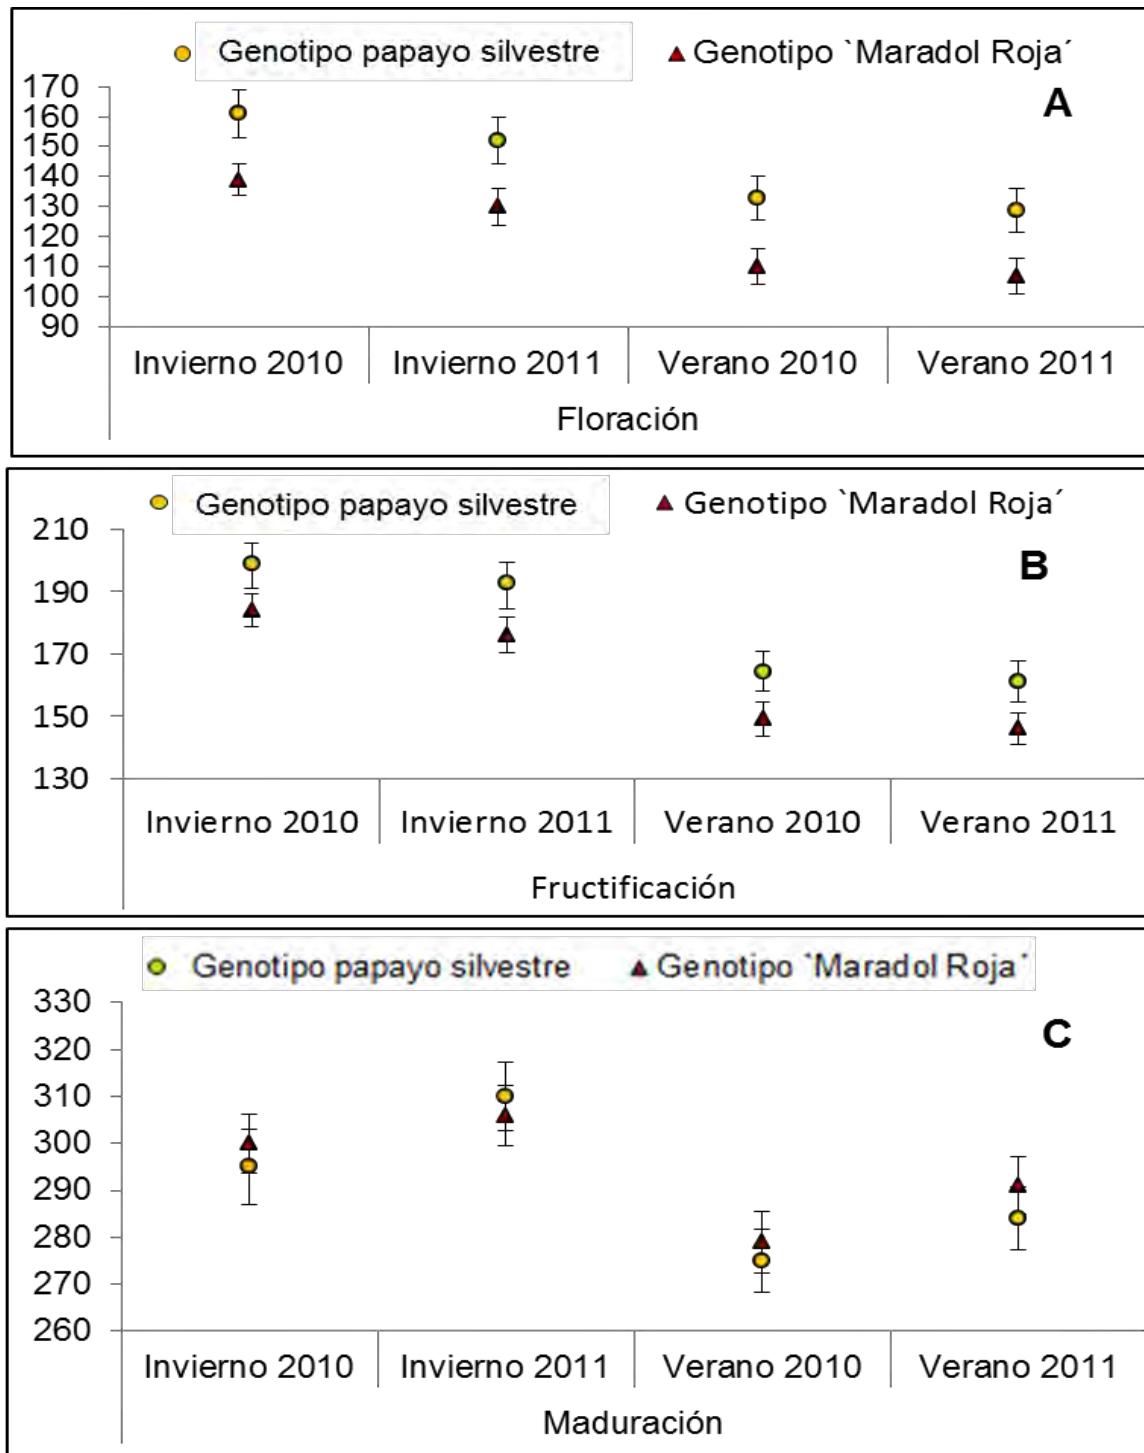 Genotipo papayo silvestre Genotipo `Maradol Roja´
A
170
160
150
140
130
120
110
100
90
Invierno 2010 Invierno 2011 Verano 2010 Verano 2011
Floración
Genotipo papayo silvestre Genotipo `Maradol Roja´
B
210
190
170
150
130
Invierno 2010 Invierno 2011 Verano 2010 Verano 2011
Fructificación
Genotipo papayo silvestre Genotipo `Maradol Roja´
C
330
320
310
300
290
280
270
260
Invierno 2010 Invierno 2011 Verano 2010 Verano 2011
Maduración